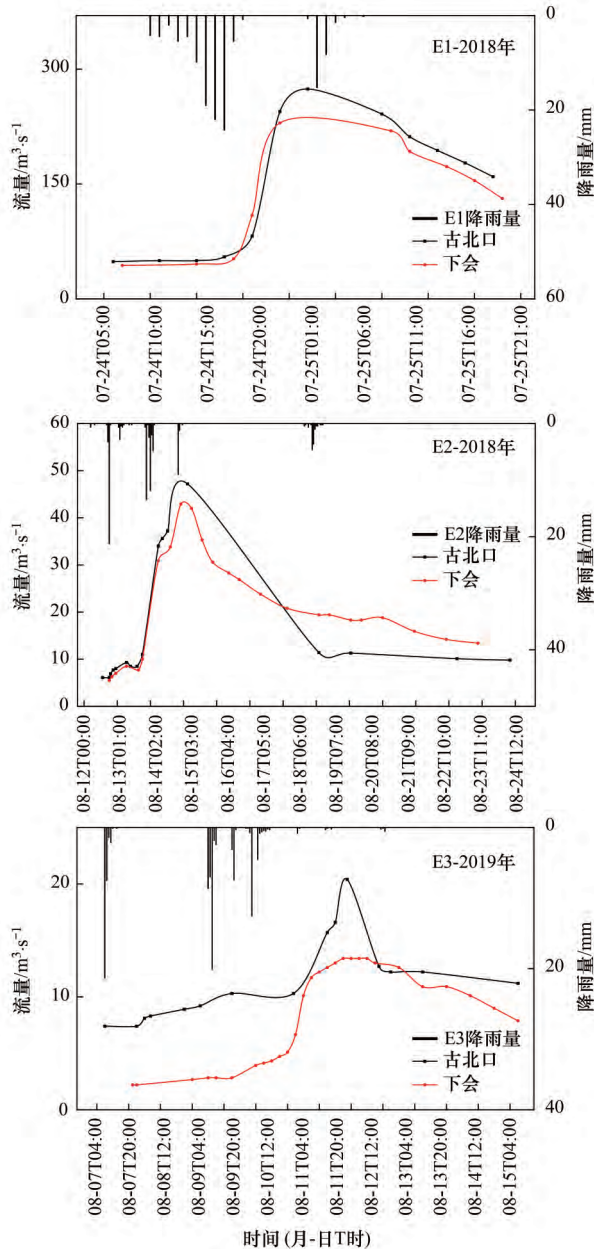 E1-2018年
300
150
0
流量/m³·s⁻¹
0
20
40
60
降雨量/mm
E1降雨量
古北口
下会
07-24T05:00
07-24T10:00
07-24T15:00
07-24T20:00
07-25T01:00
07-25T06:00
07-25T11:00
07-25T16:00
07-25T21:00
E2-2018年
60
50
40
30
20
10
0
流量/m³·s⁻¹
0
20
40
降雨量/mm
E2降雨量
古北口
下会
08-12T00:00
08-13T01:00
08-14T02:00
08-15T03:00
08-16T04:00
08-17T05:00
08-18T06:00
08-19T07:00
08-20T08:00
08-21T09:00
08-22T10:00
08-23T11:00
08-24T12:00
E3-2019年
20
10
0
流量/m³·s⁻¹
0
20
40
降雨量/mm
E3降雨量
古北口
下会
08-07T04:00
08-07T20:00
08-08T12:00
08-09T04:00
08-09T20:00
08-10T12:00
08-11T04:00
08-11T20:00
08-12T12:00
08-13T04:00
08-13T20:00
08-14T12:00
08-15T04:00
时间 (月-日T时)